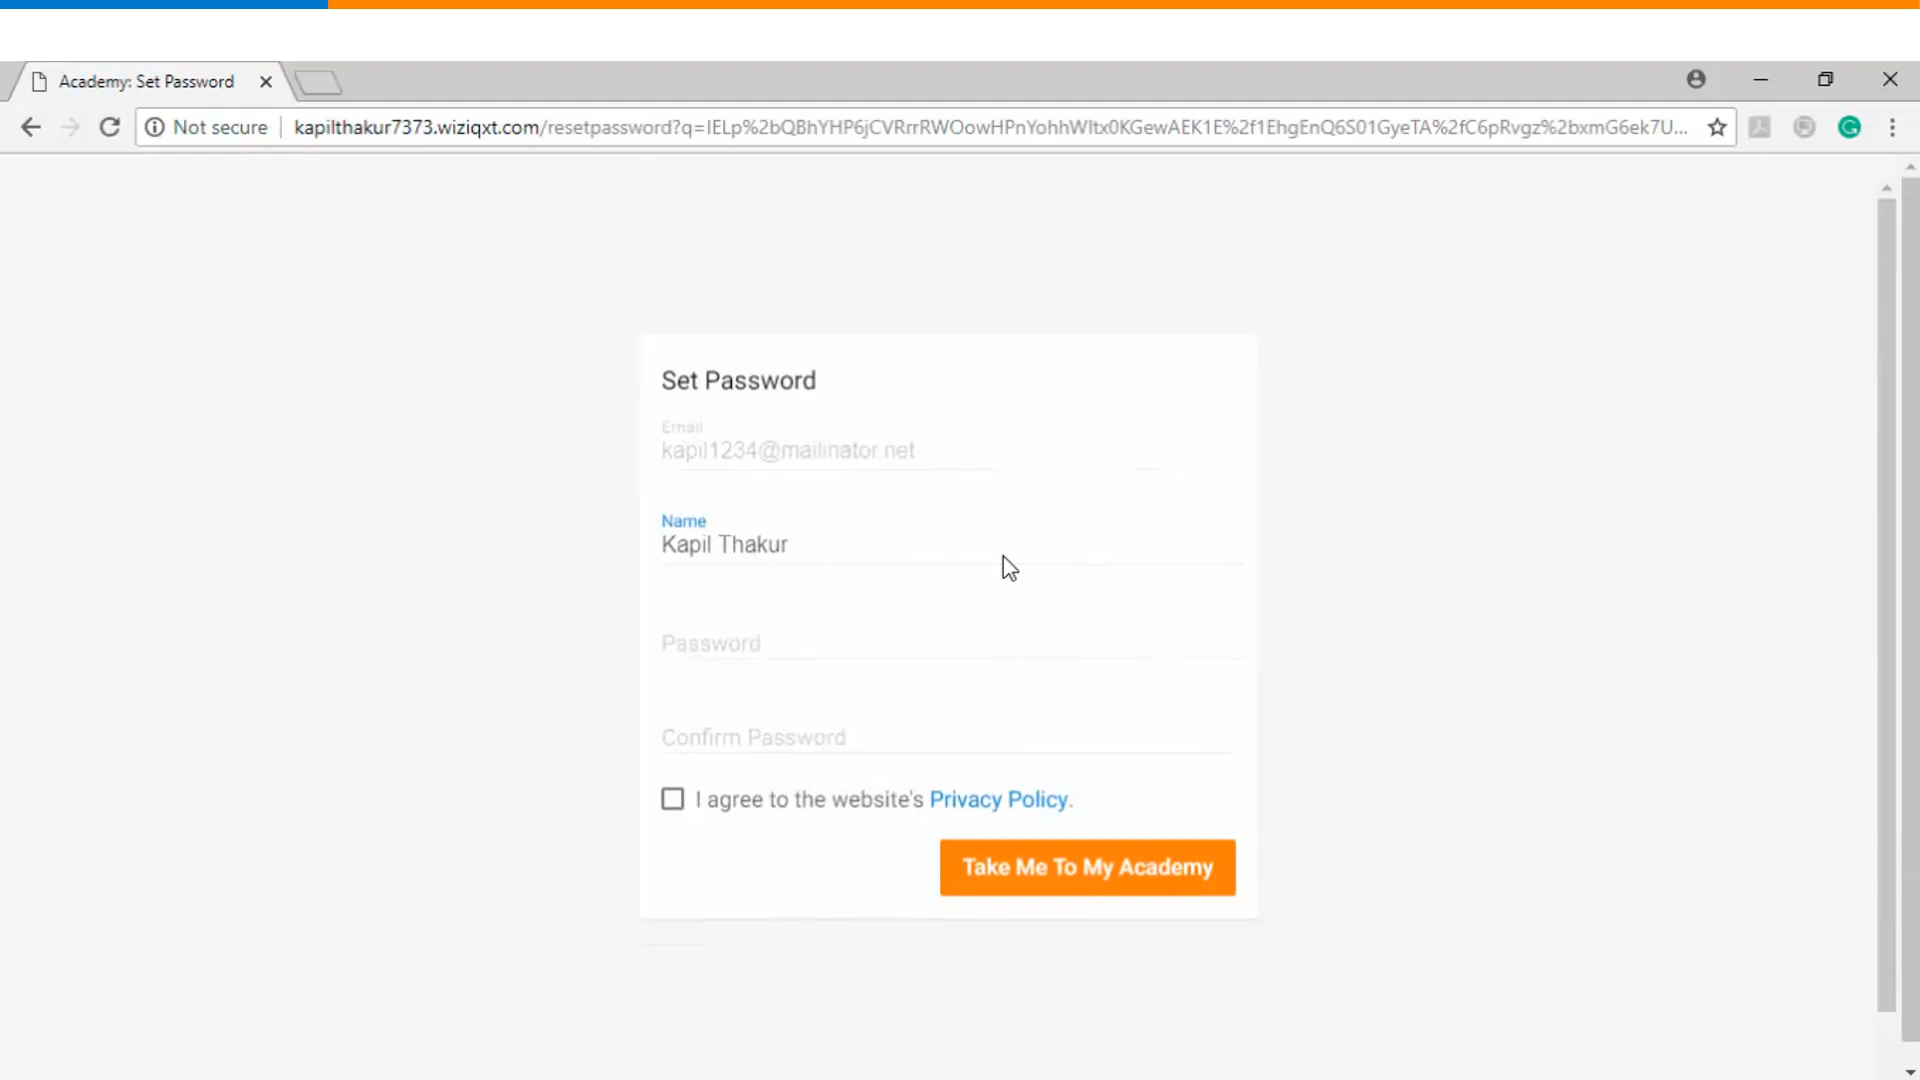 Academy: Set Password
Not secure kapilthakur7373.wiziqxt.com/resetpassword?q=IELp%2bQBhYHP6jCVRrrRWOowHPnYohhWltx0KGewAEK1E%2f1EhgEnQ6S01GyeTA%2fC6pRvgz%2bxmG6ek7U...
Set Password
Email
kapil1234@mailinator.net
Name
Kapil Thakur
Password
Confirm Password
I agree to the website's Privacy Policy.
Take Me To My Academy